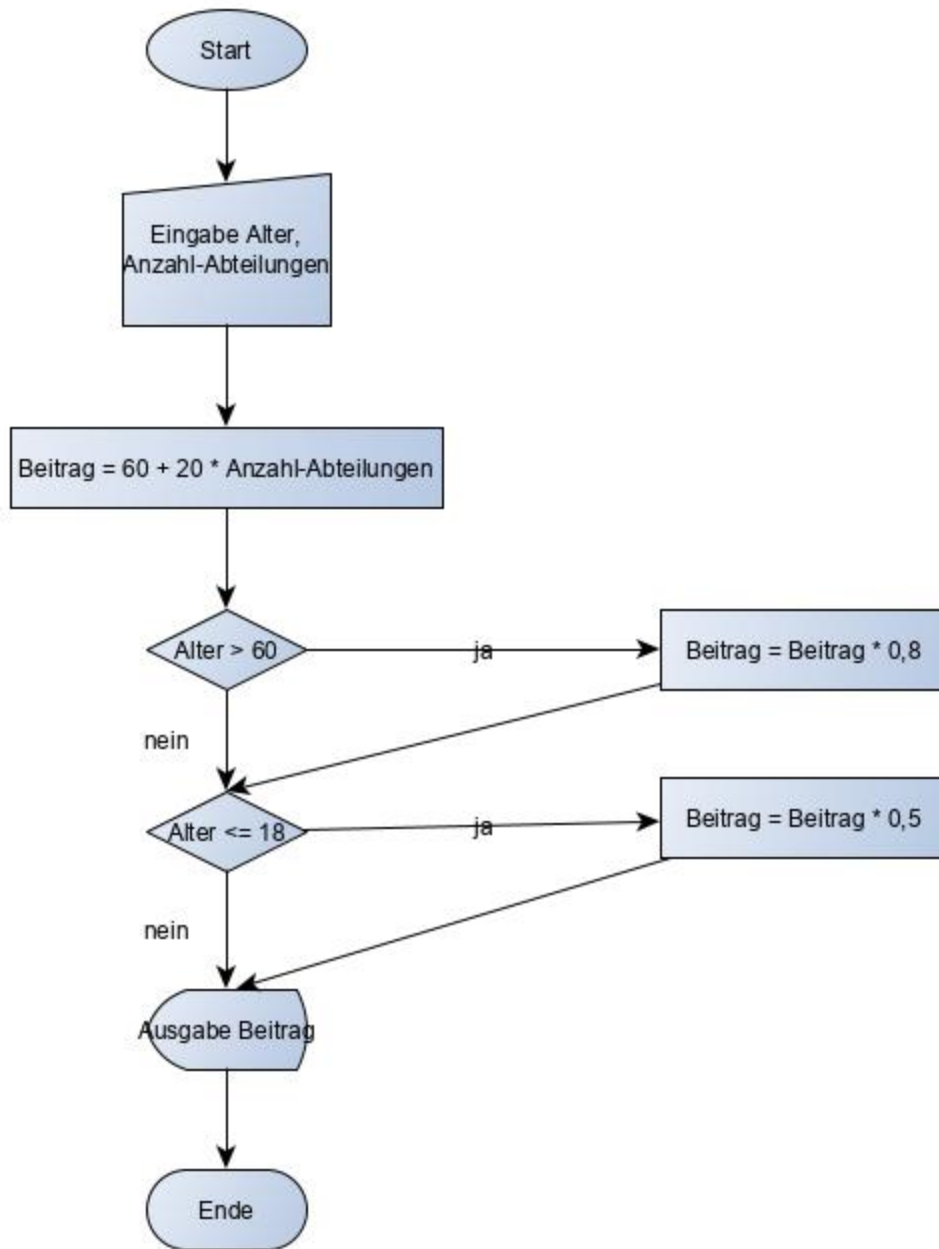 Start
Eingabe Alter,
Anzahl-Abteilungen
Beitrag = 60 + 20 * Anzahl-Abteilungen
Alter > 60
ja
Beitrag = Beitrag * 0,8
nein
Alter <= 18
ja
Beitrag = Beitrag * 0,5
nein
Ausgabe Beitrag
Ende